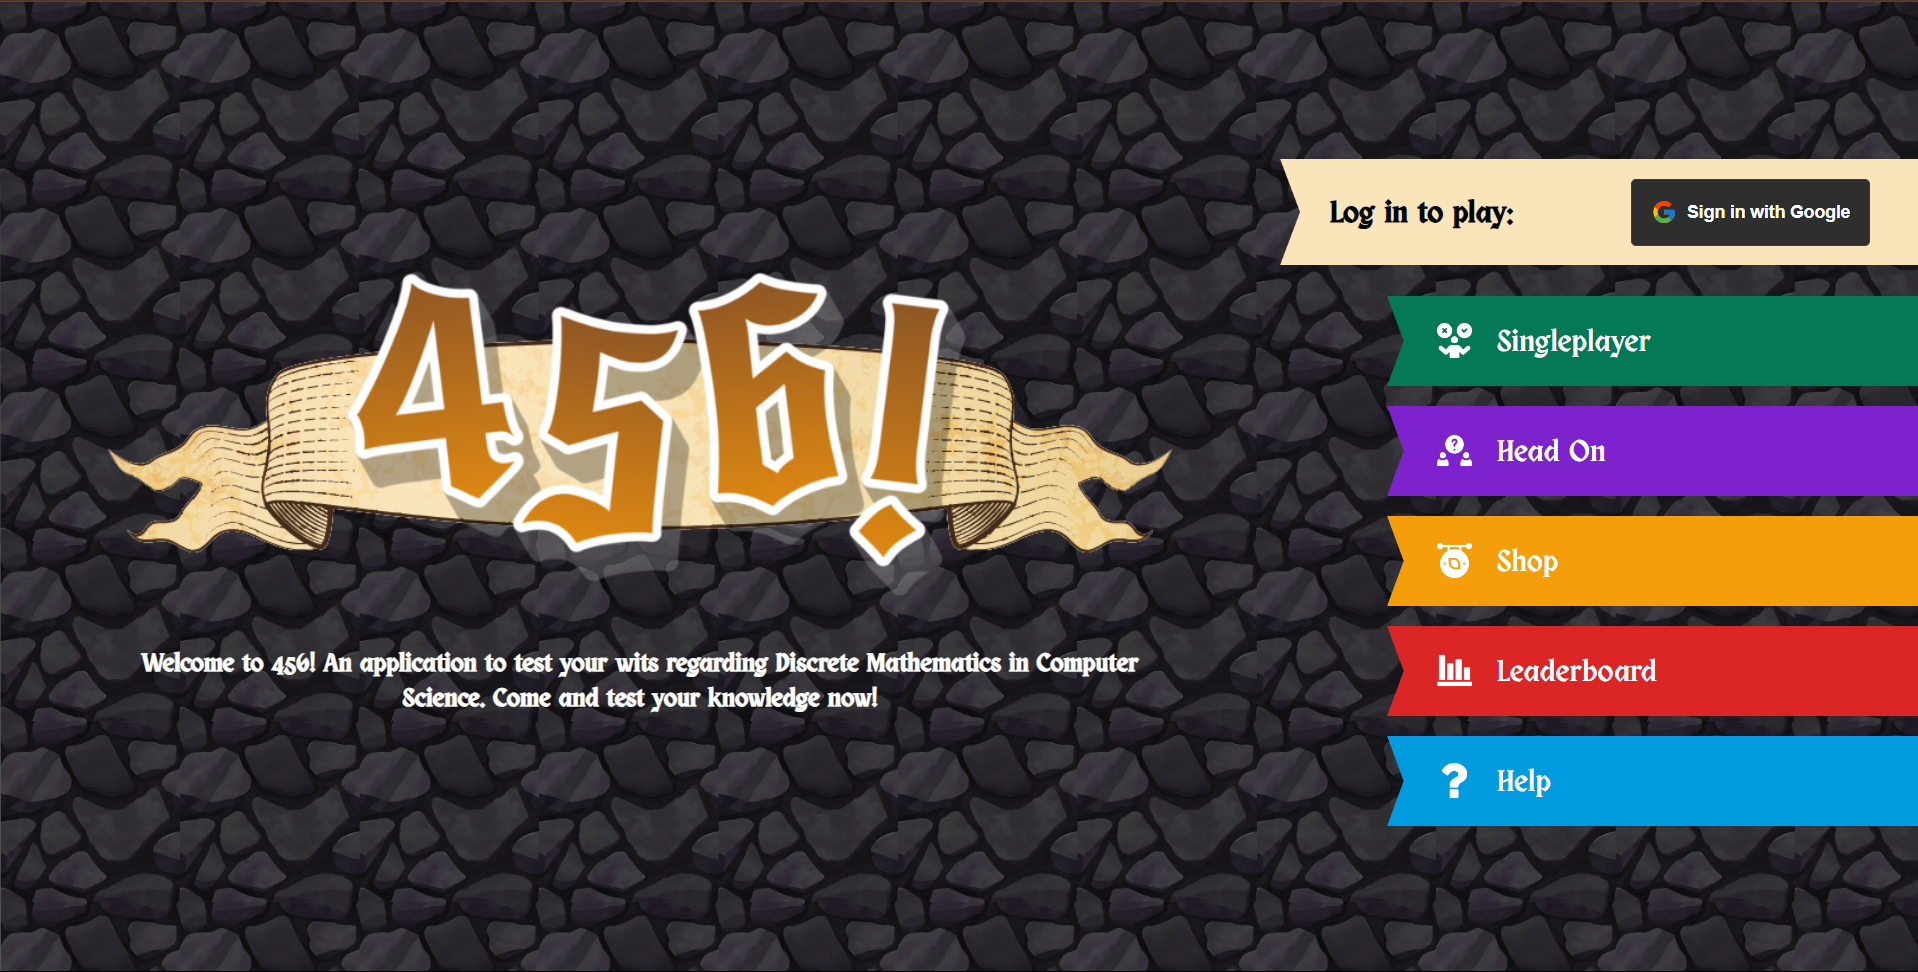 456!
Welcome to 456! An application to test your wits regarding Discrete Mathematics in Computer
Science. Come and test your knowledge now!
Log in to play:
Sign in with Google
Singleplayer
Head On
Shop
Leaderboard
Help